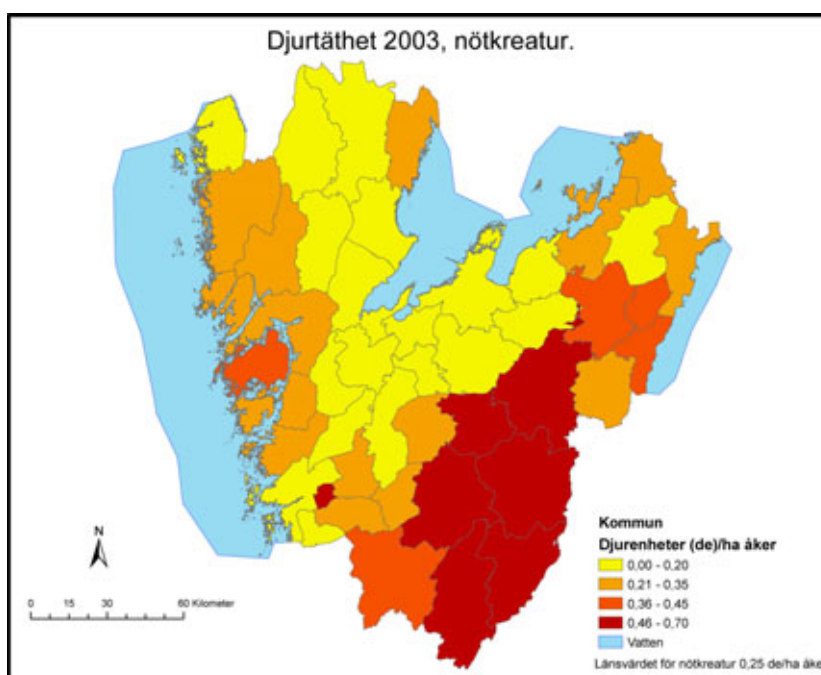 Djurtäthet 2003, nötkreatur.
N
0 15 30 60 Kilometer
Kommun
Djurenheter (de)/ha åker
0,00 - 0,20
0,21 - 0,35
0,36 - 0,45
0,46 - 0,70
Vatten
Länsvärdet för nötkreatur 0,25 de/ha åke